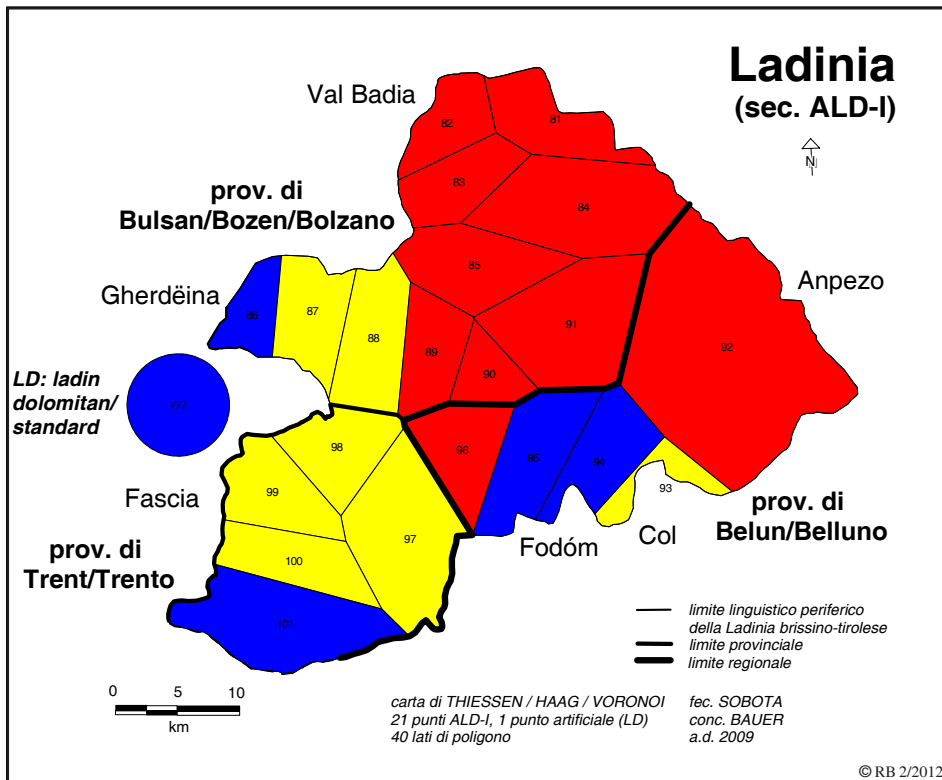 Ladinia
(sec. ALD-I)
N
Val Badia
82
81
83
84
prov. di
Bulsan/Bozen/Bolzano
85
Anpezo
Gherdëina
86
87
88
89
90
91
92
LD: ladin
dolomitan/
standard
777
98
96
95
94
93
99
Fascia
97
100
101
prov. di
Trent/Trento
Fodóm
Col
prov. di
Belun/Belluno
limite linguistico periferico
della Ladinia brissino-tirolese
limite provinciale
limite regionale
0 5 10
km
carta di THIESSEN / HAAG / VORONOI
21 punti ALD-I, 1 punto artificiale (LD)
40 lati di poligono
fec. SOBOTA
conc. BAUER
a.d. 2009
© RB 2/2012